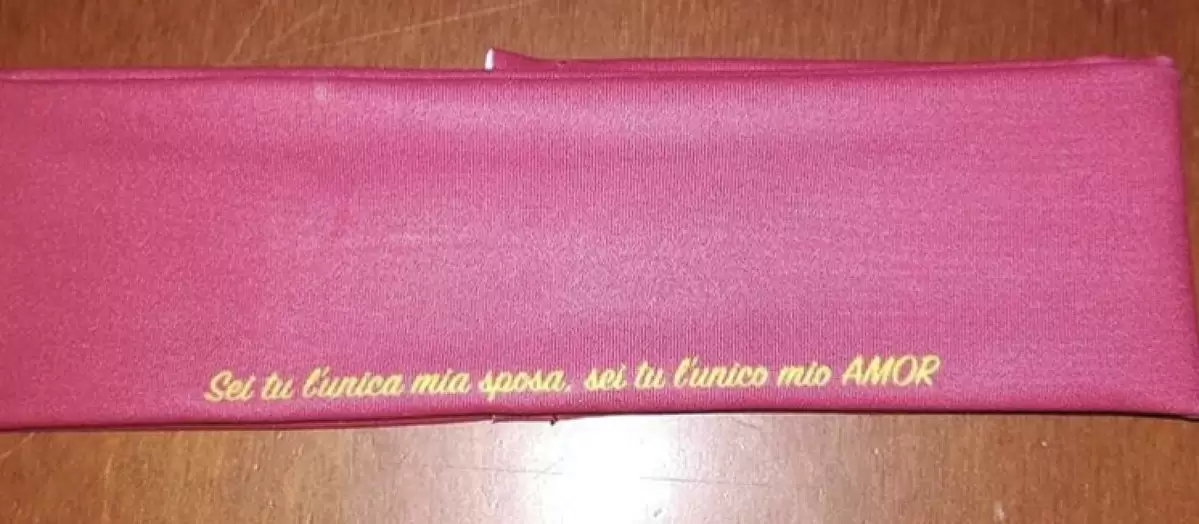 Sei tu l'unica mia sposa, sei tu l'unico mio AMOR